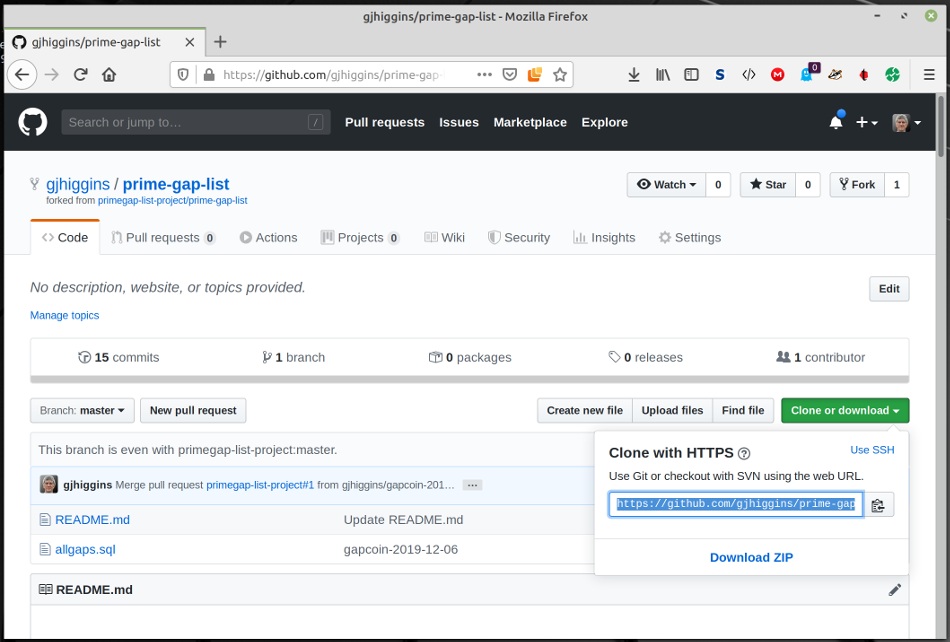 gjhiggins/prime-gap-list - Mozilla Firefox
gjhiggins/prime-gap-list
https://github.com/gjhiggins/prime-gap-
S
M
0
Search or jump to… /
Pull requests Issues Marketplace Explore
gjhiggins / prime-gap-list
Watch 0 Star 0 Fork 1
forked from primegap-list-project/prime-gap-list
Code Pull requests 0 Actions Projects 0 Wiki Security Insights Settings
No description, website, or topics provided.
Edit
Manage topics
15 commits 1 branch 0 packages 0 releases 1 contributor
Branch: master New pull request Create new file Upload files Find file Clone or download
This branch is even with primegap-list-project:master.
gjhiggins Merge pull request primegap-list-project#1 from gjhiggins/gapcoin-201… …
README.md Update README.md
allgaps.sql gapcoin-2019-12-06
Clone with HTTPS ? Use SSH
Use Git or checkout with SVN using the web URL.
https://github.com/gjhiggins/prime-gap
Download ZIP
README.md